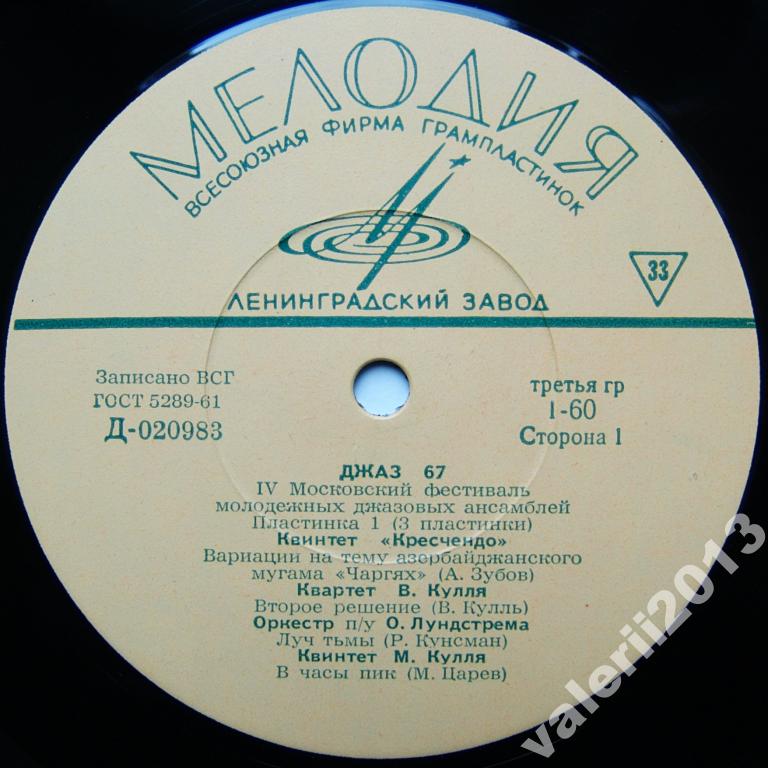 МЕЛОДИЯ
ВСЕСОЮЗНАЯ ФИРМА ГРАМПЛАСТИНОК
33
ЛЕНИНГРАДСКИЙ ЗАВОД
Записано ВСГ
ГОСТ 5289-61
Д-020983
третья гр
1-60
Сторона 1
ДЖАЗ 67
IV Московский фестиваль
молодежных джазовых ансамблей
Пластинка 1 (3 пластинки)
Квинтет «Кресчендо»
Вариации на тему азербайджанского
мугама «Чаргях» (А. Зубов)
Квартет В. Кулля
Второе решение (В. Кулль)
Оркестр п/у О. Лундстрема
Луч тьмы (Р. Кунсман)
Квинтет М. Кулля
В часы пик (М. Царев)
valerii2013